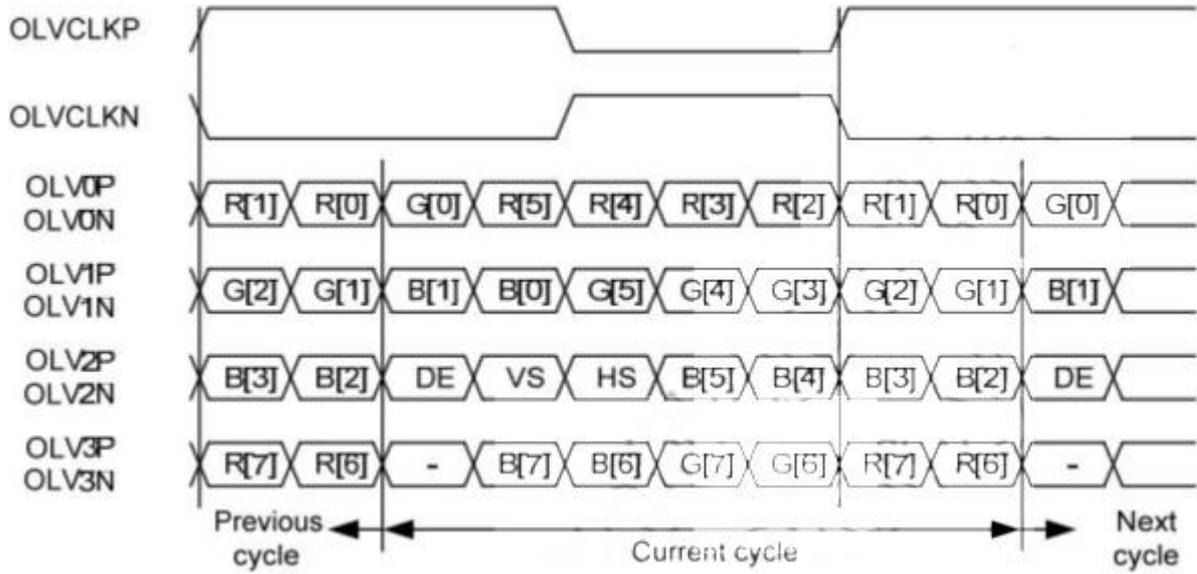 OLVCLKP
OLVCLKN
OLV0P
OLV0N
R[1] R[0] G[0] R[5] R[4] R[3] R[2] R[1] R[0] G[0]
OLV1P
OLV1N
G[2] G[1] B[1] B[0] G[5] G[4] G[3] G[2] G[1] B[1]
OLV2P
OLV2N
B[3] B[2] DE VS HS B[5] B[4] B[3] B[2] DE
OLV3P
OLV3N
R[7] R[6] - B[7] B[6] G[7] G[6] R[7] R[6] -
Previous
cycle
Current cycle
Next
cycle